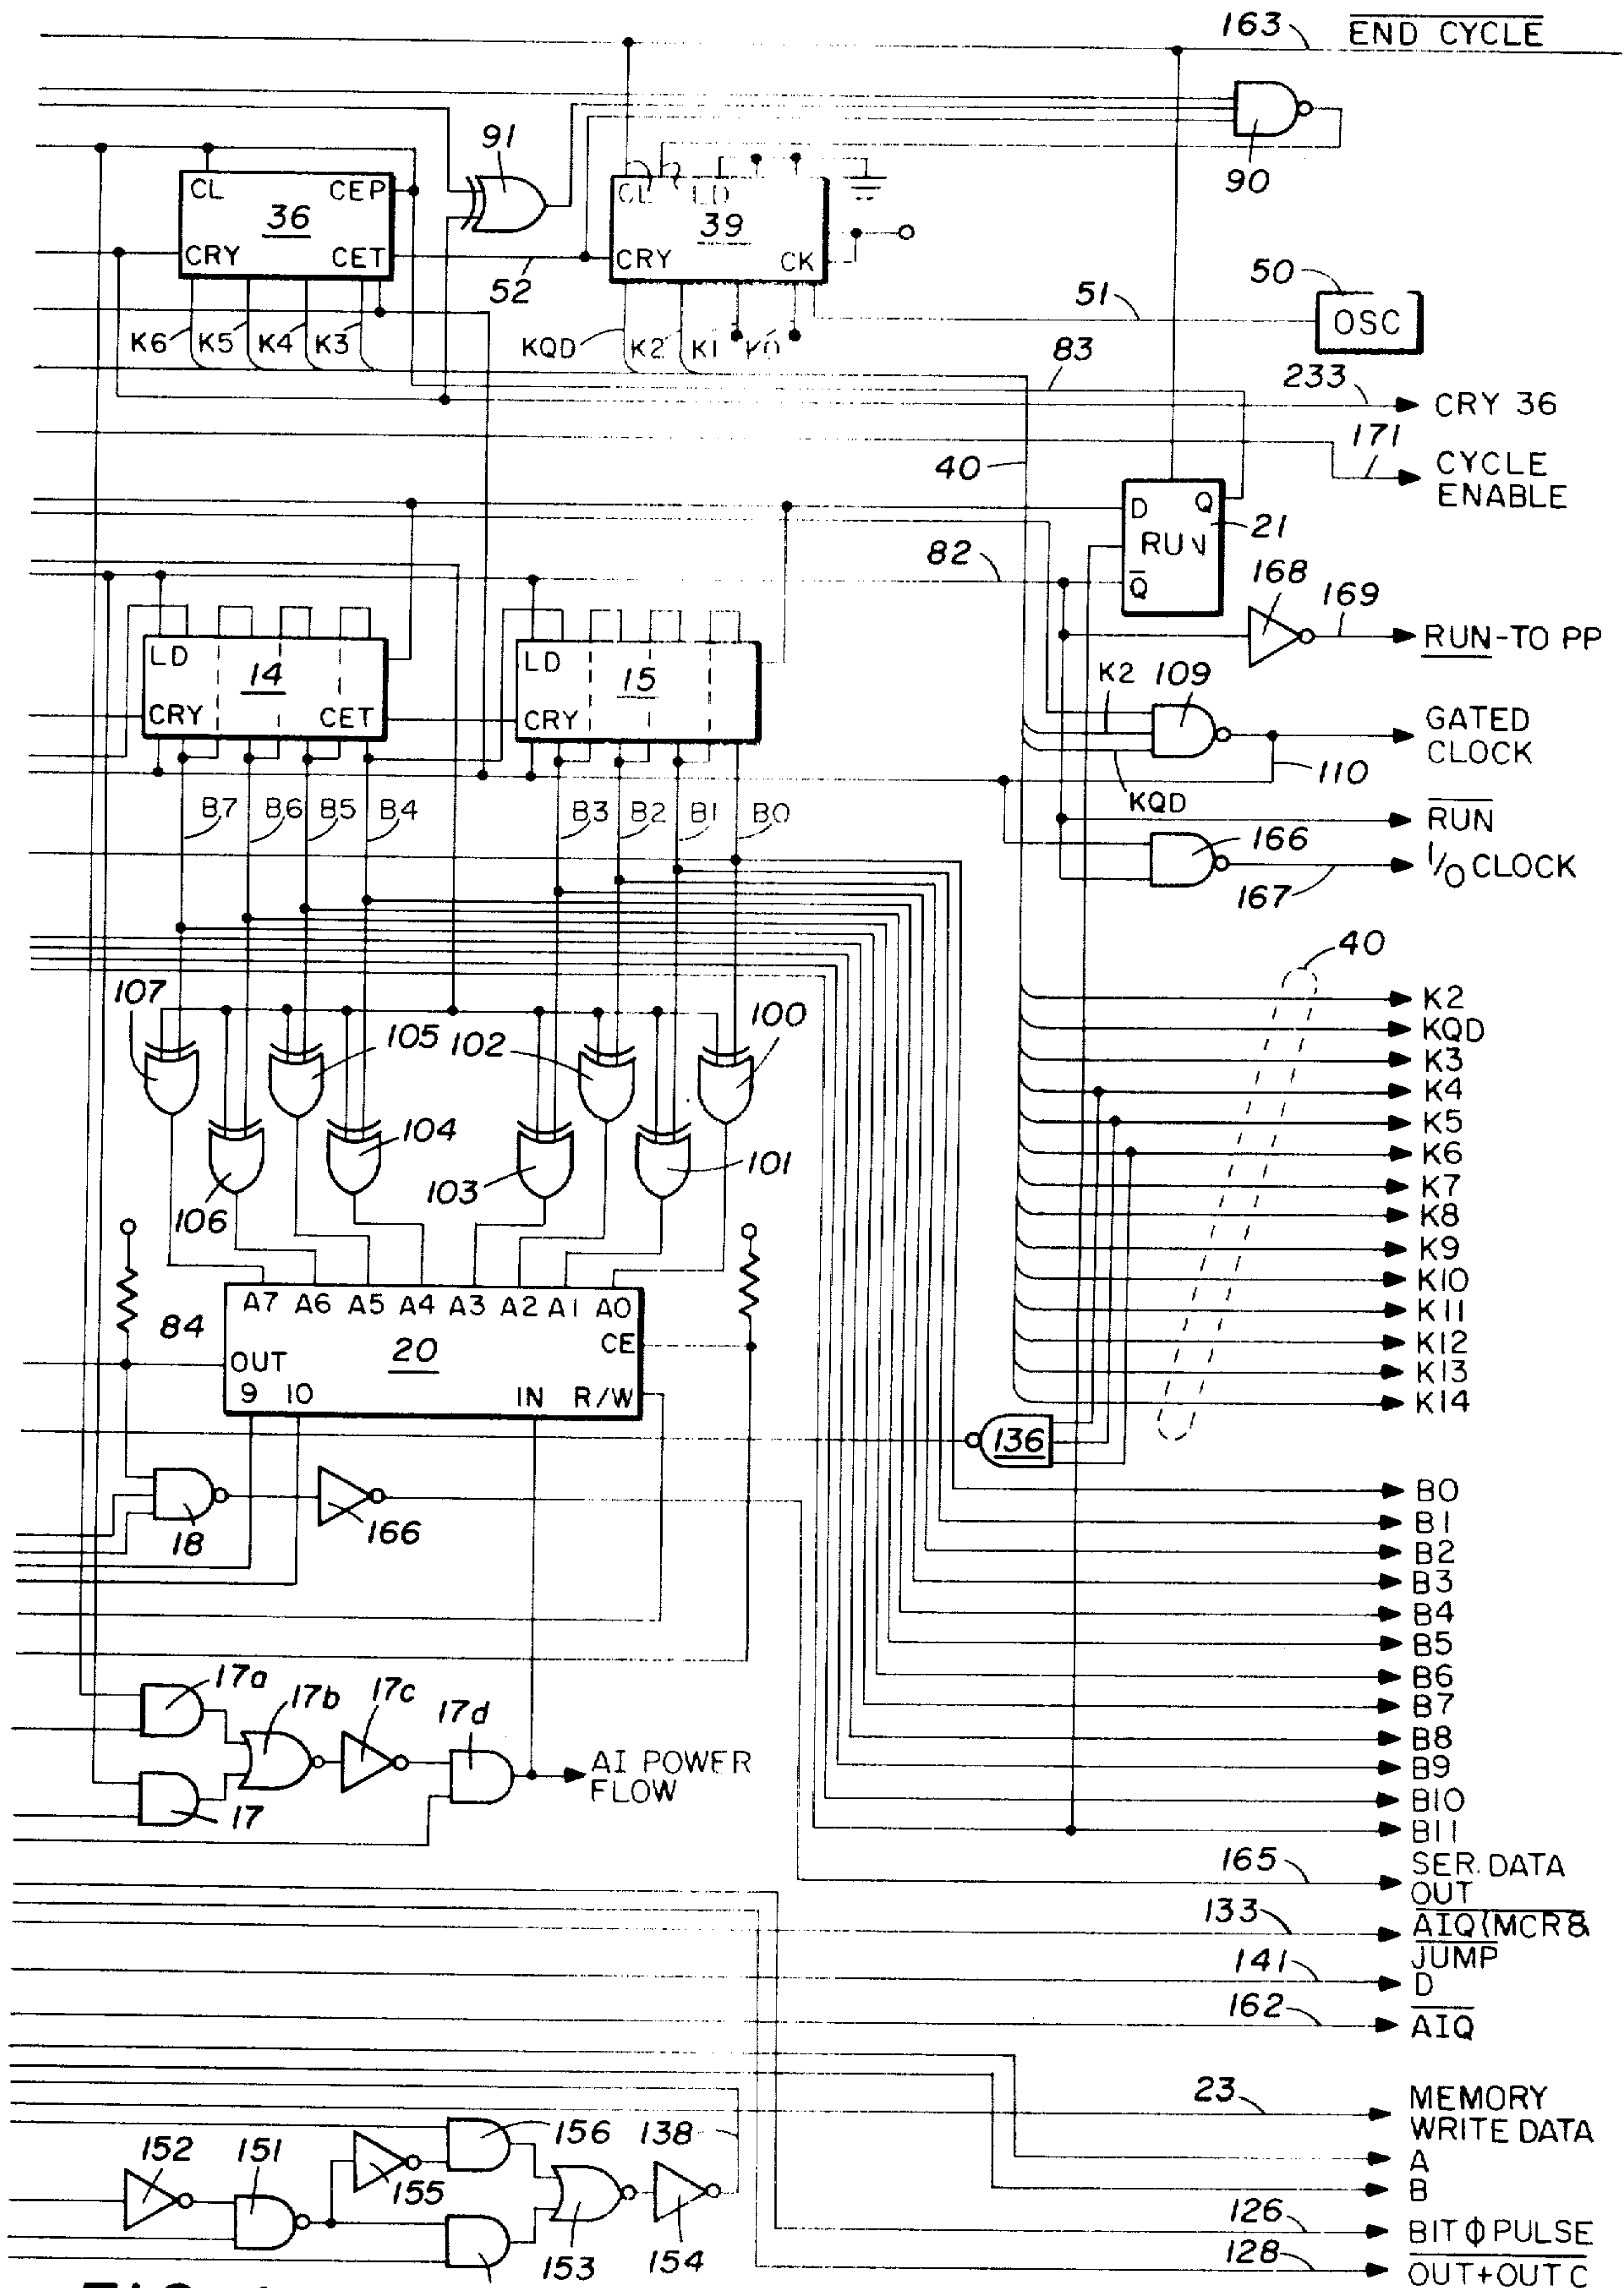 163 END CYCLE
91
90
CL CEP
36
CRY CET
CL LD
39
CRY CK
52
50
OSC
51
K6 K5 K4 K3
KQD K2 K1 K0
83
233
CRY 36
171
CYCLE
ENABLE
40
D Q
RUN
Q
21
82
168
169
RUN-TO PP
LD
14
CRY CET
LD
15
CRY
K2 109
GATED
CLOCK
110
KQD
B7 B6 B5 B4
B3 B2 B1 B0
RUN
166
I/O CLOCK
167
40
107
105
102
100
104
106
103
101
K2
KQD
K3
K4
K5
K6
K7
K8
K9
K10
K11
K12
K13
K14
84
A7 A6 A5 A4 A3 A2 A1 A0
CE
20
OUT
9 10 IN R/W
136
18
166
B0
B1
B2
B3
B4
B5
B6
B7
B8
B9
B10
B11
17a
17b
17c
17d
17
AI POWER
FLOW
165
SER. DATA
OUT
133
AIQ(MCR&
JUMP
141
D
162
AIQ
23
MEMORY
WRITE DATA
A
B
126
BIT ϕ PULSE
128
OUT+OUT C
152
151
155
156
138
153
154